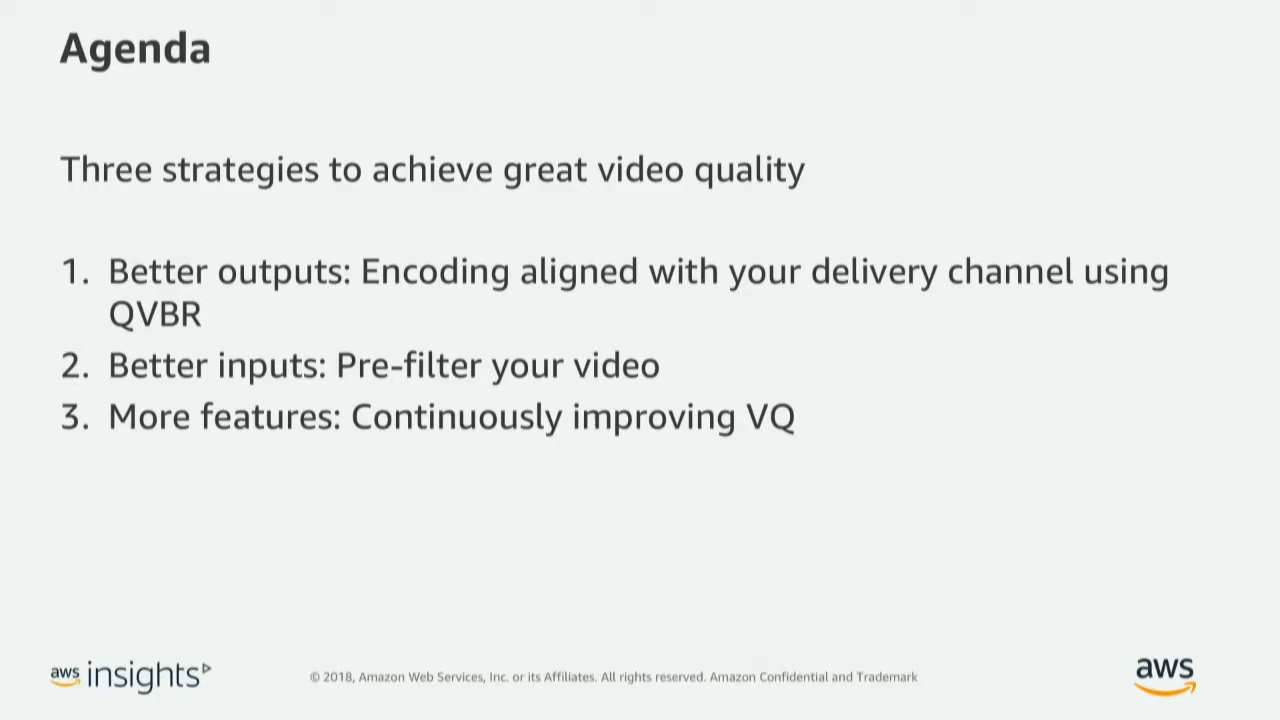 Agenda
Three strategies to achieve great video quality
1. Better outputs: Encoding aligned with your delivery channel using
QVBR
2. Better inputs: Pre-filter your video
3. More features: Continuously improving VQ
aws insights
© 2018, Amazon Web Services, Inc. or its Affiliates. All rights reserved. Amazon Confidential and Trademark
aws